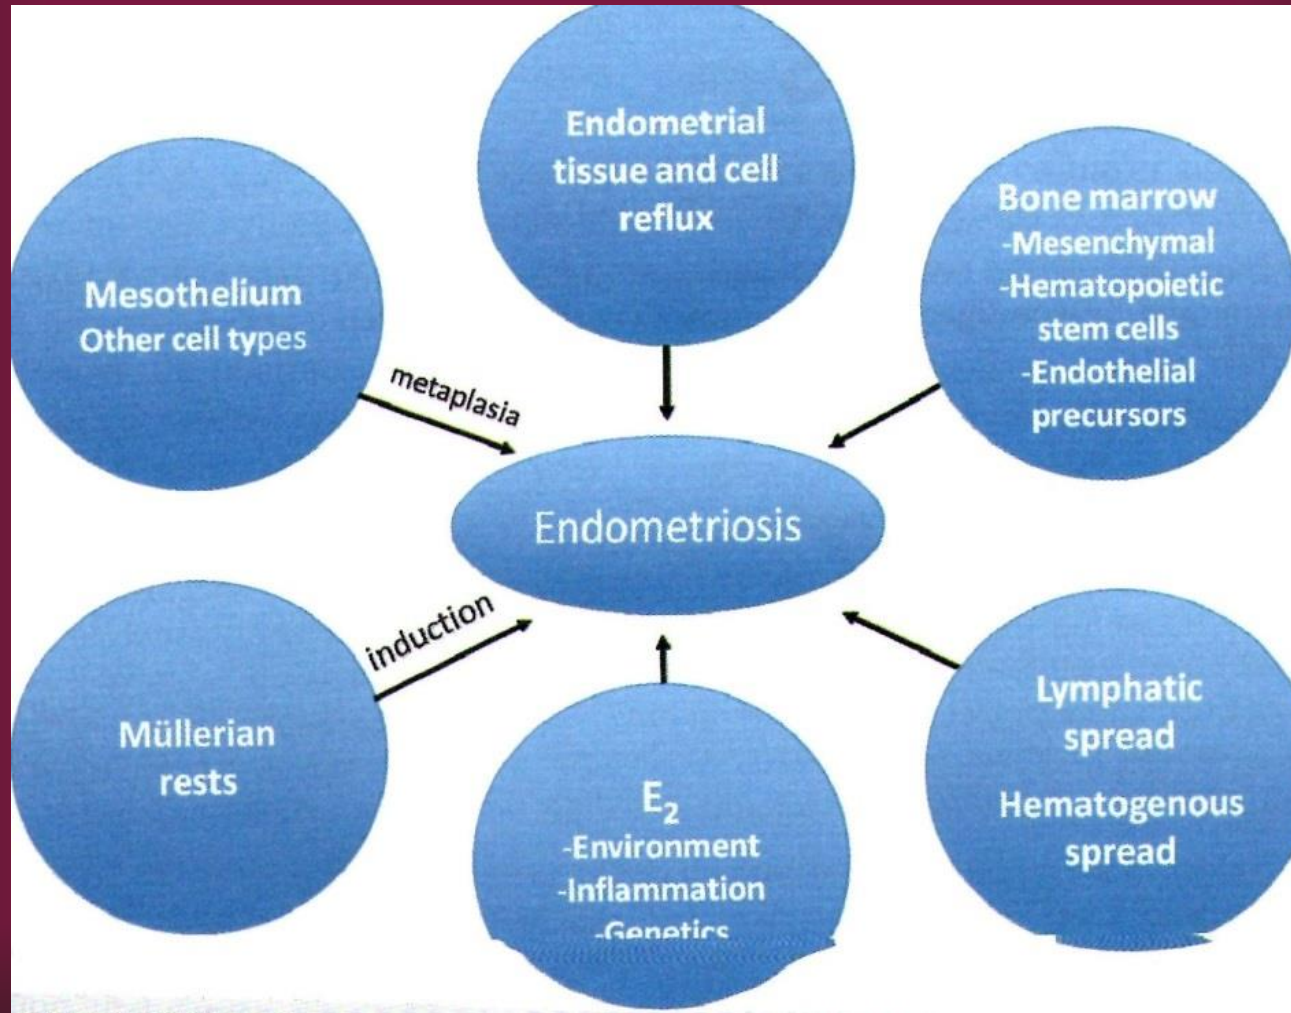 Endometrial
tissue and cell
reflux
Bone marrow
-Mesenchymal
-Hematopoietic
stem cells
-Endothelial
precursors
Mesothelium
Other cell types
metaplasia
Endometriosis
induction
Müllerian
rests
E₂
-Environment
-Inflammation
-Genetics
Lymphatic
spread
Hematogenous
spread